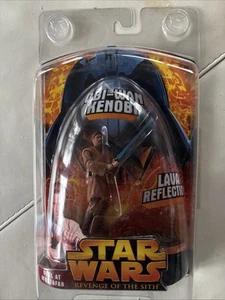 OBI-WAN
KENOBI
LAVA
REFLECTION
STAR
WARS
REVENGE OF THE SITH